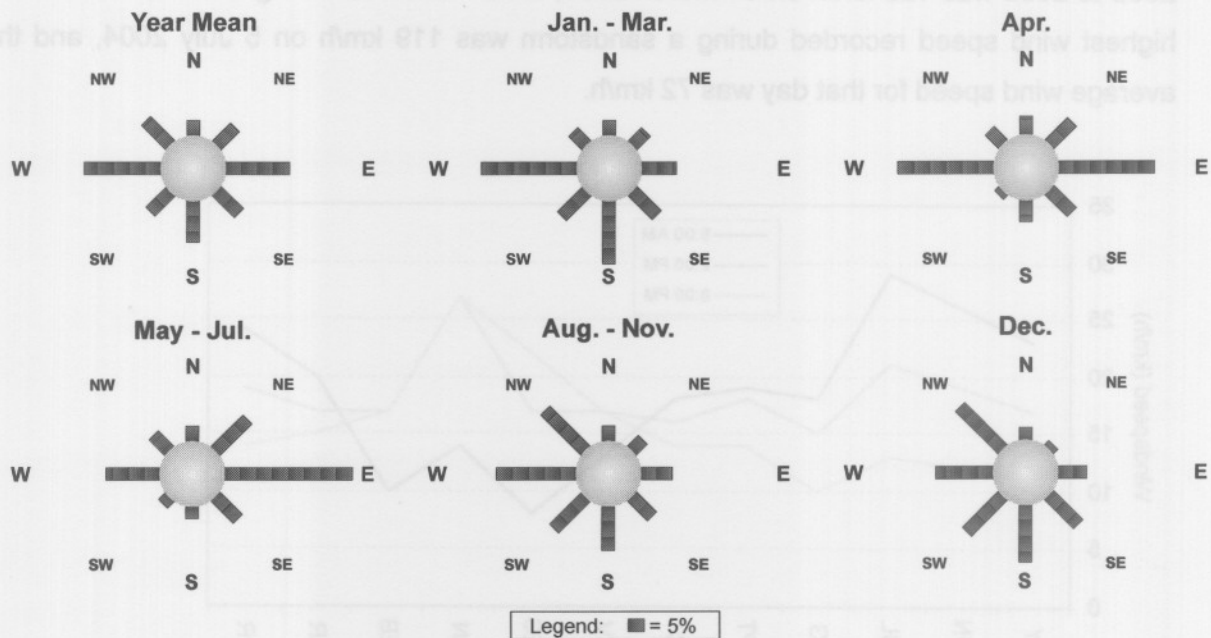 highest wind speed recorded during a sandstorm was 119 km/h on 5 July 2004, and th
average wind speed for that day was 72 km/h.
Year Mean
N
NW NE
W E
SW SE
S
Jan. - Mar.
N
NW NE
W E
SW SE
S
Apr.
N
NW NE
W E
SW SE
S
May - Jul.
N
NW NE
W E
SW SE
S
Aug. - Nov.
N
NW NE
W E
SW SE
S
Dec.
N
NW NE
W E
SW SE
S
Legend: = 5%